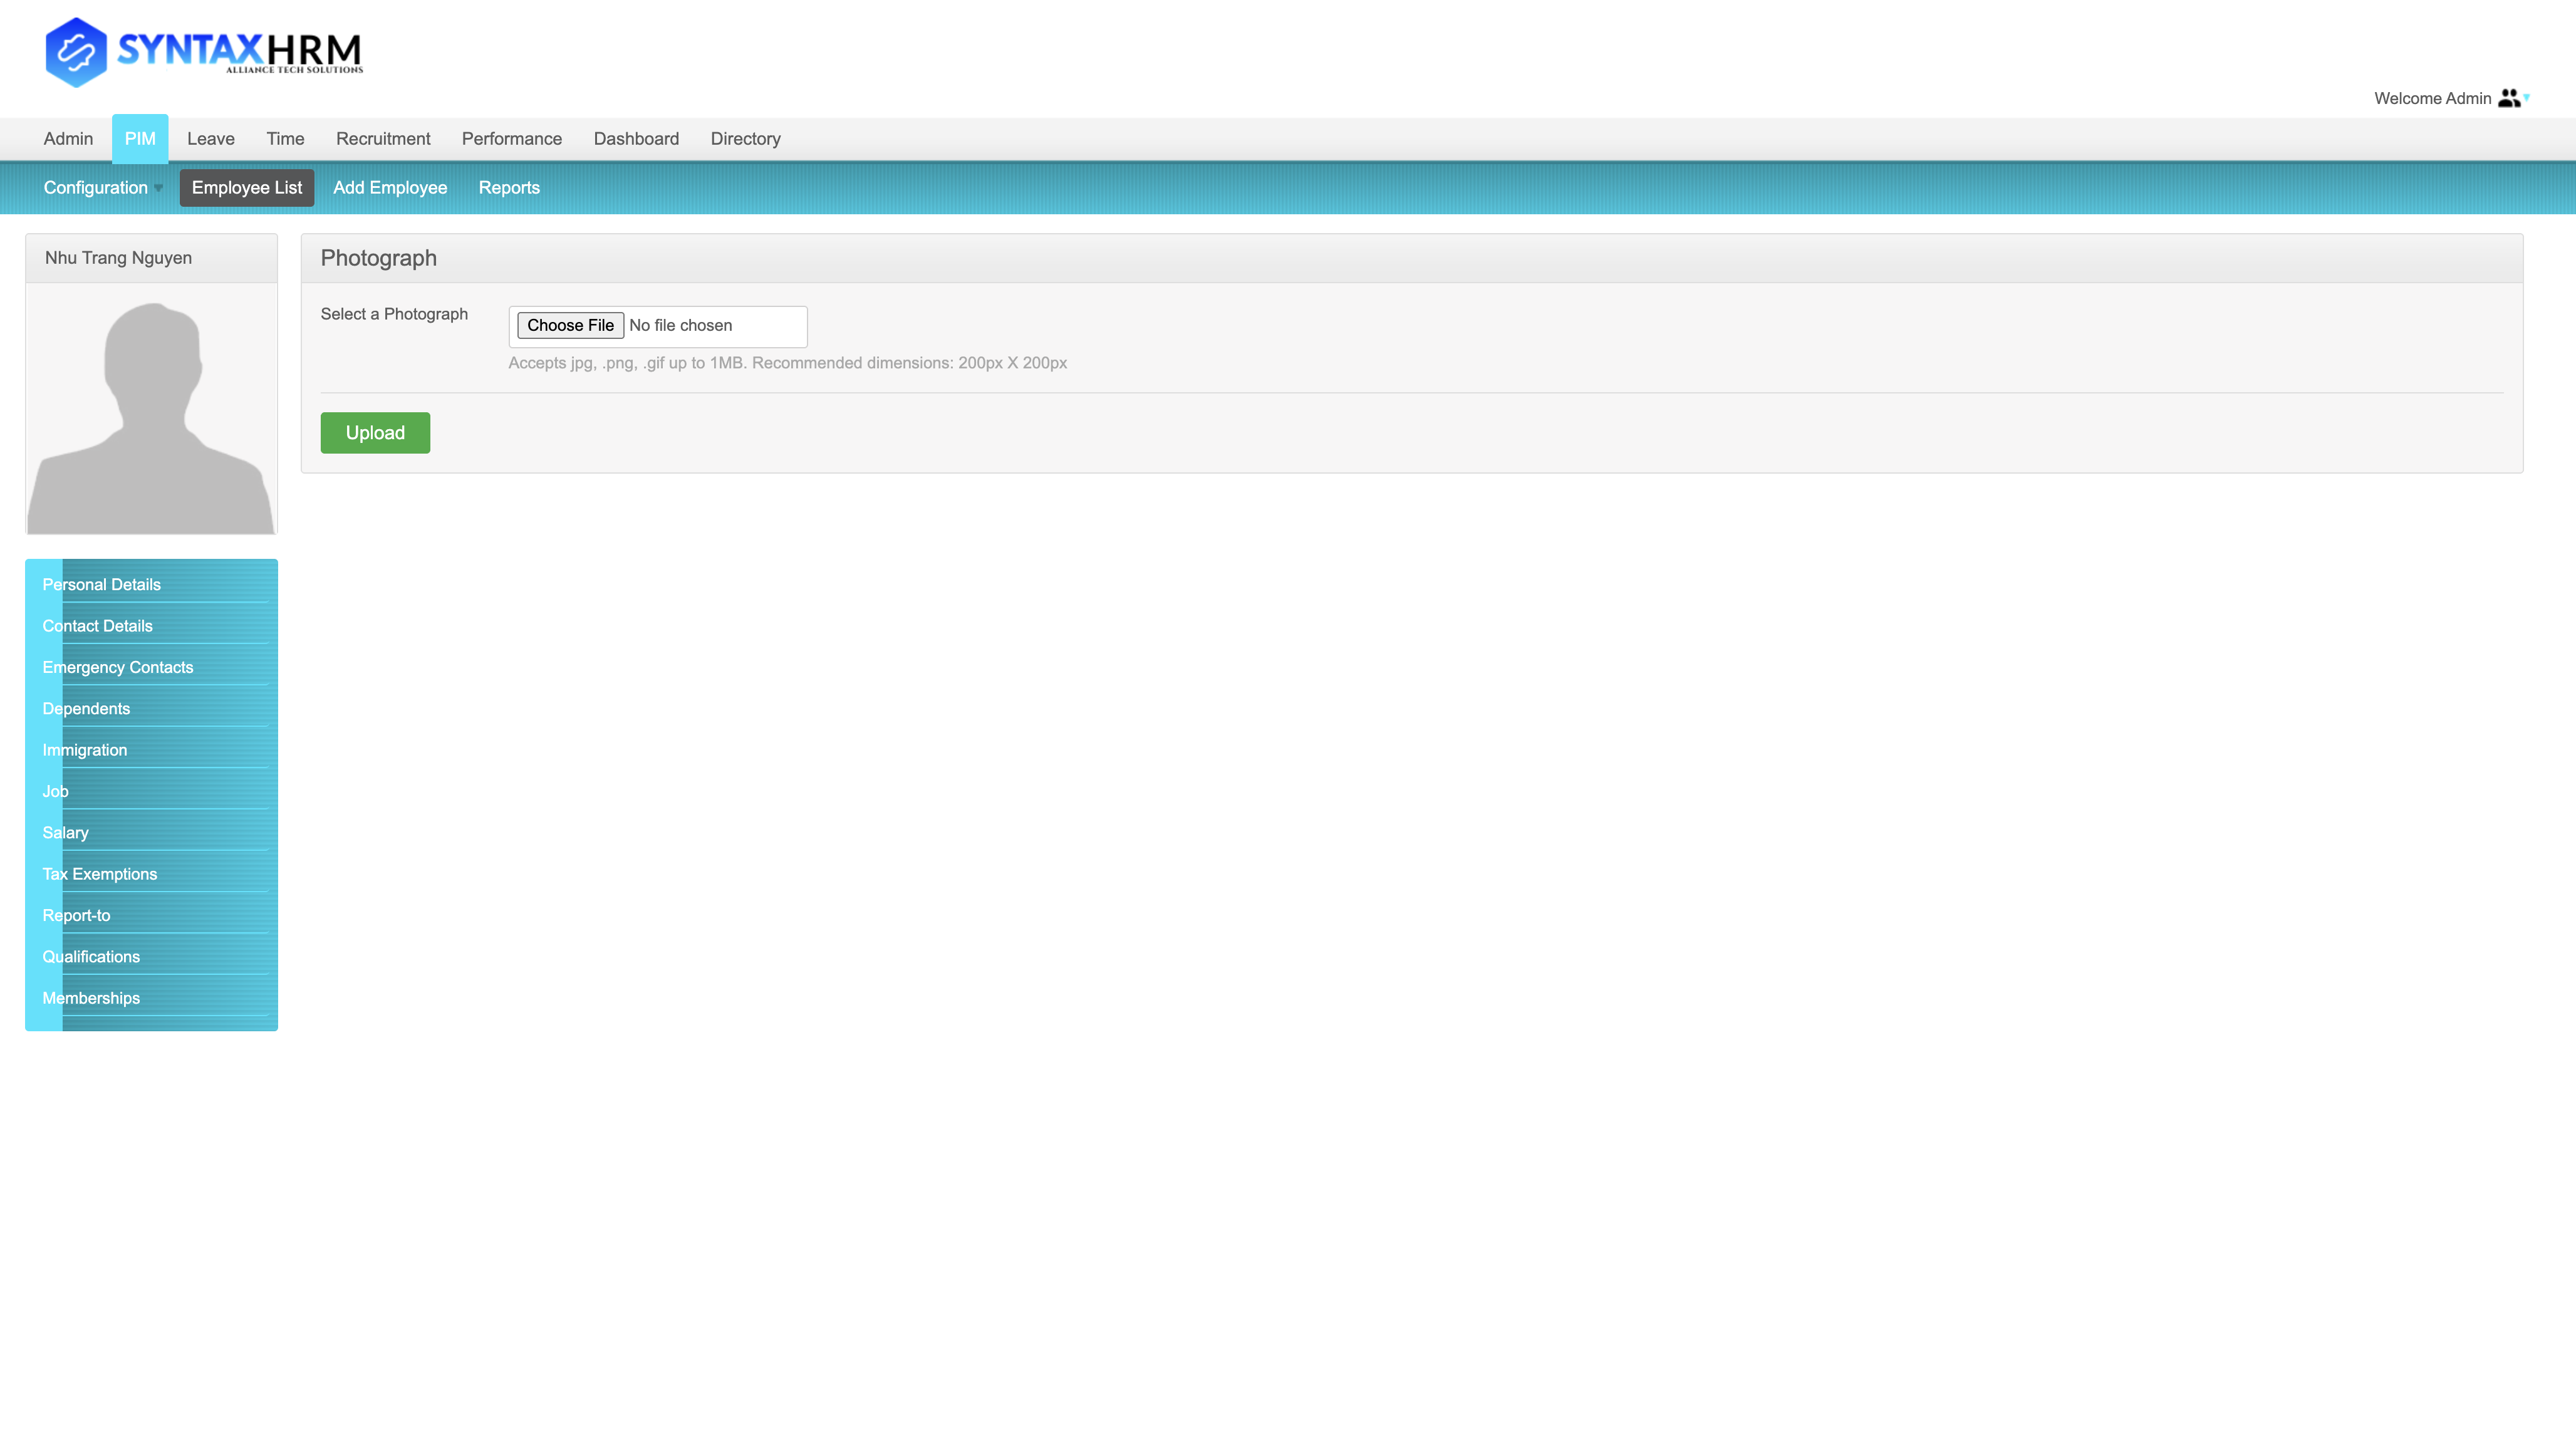 SYNTAXHRM
ALLIANCE TECH SOLUTIONS
Welcome Admin
Admin PIM Leave Time Recruitment Performance Dashboard Directory
Configuration Employee List Add Employee Reports
Nhu Trang Nguyen
Photograph
Select a Photograph
Choose File No file chosen
Accepts jpg, .png, .gif up to 1MB. Recommended dimensions: 200px X 200px
Upload
Personal Details
Contact Details
Emergency Contacts
Dependents
Immigration
Job
Salary
Tax Exemptions
Report-to
Qualifications
Memberships